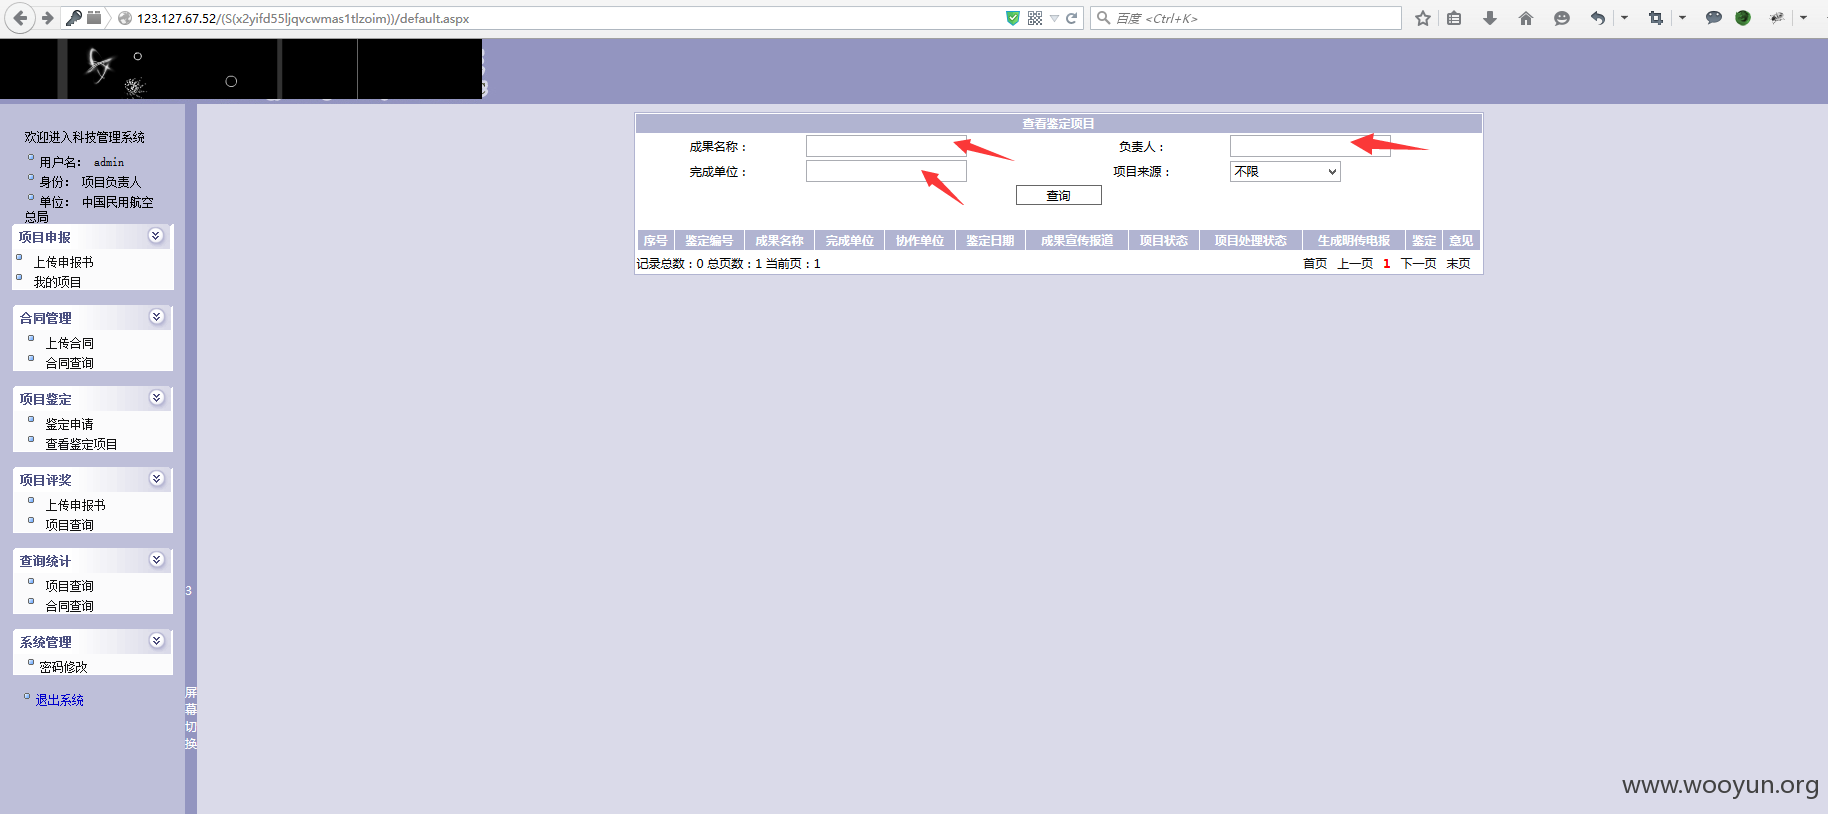 123.127.67.52/(S(x2yifd55ljqvcwmas1tlzoim))/default.aspx
百度 <Ctrl+K>
欢迎进入科技管理系统
用户名： admin
身份： 项目负责人
单位： 中国民用航空
总局
项目申报
上传申报书
我的项目
合同管理
上传合同
合同查询
项目鉴定
鉴定申请
查看鉴定项目
项目评奖
上传申报书
项目查询
查询统计
项目查询
合同查询
系统管理
密码修改
退出系统
3
屏
幕
切
换
查看鉴定项目
成果名称： 负责人：
完成单位： 项目来源： 不限
查询
序号 鉴定编号 成果名称 完成单位 协作单位 鉴定日期 成果宣传报道 项目状态 项目处理状态 生成明传电报 鉴定 意见
记录总数：0 总页数：1 当前页：1 首页 上一页 1 下一页 末页
www.wooyun.org